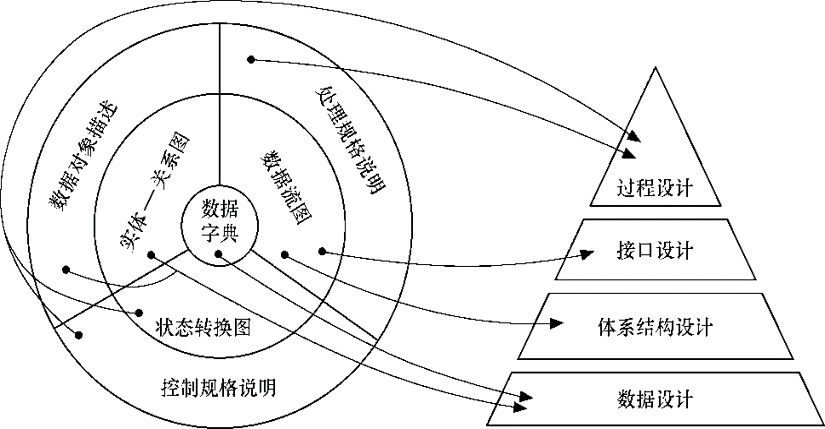 数据对象描述
实体—关系图
数据
字典
数据流图
处理规格说明
状态转换图
控制规格说明
过程设计
接口设计
体系结构设计
数据设计